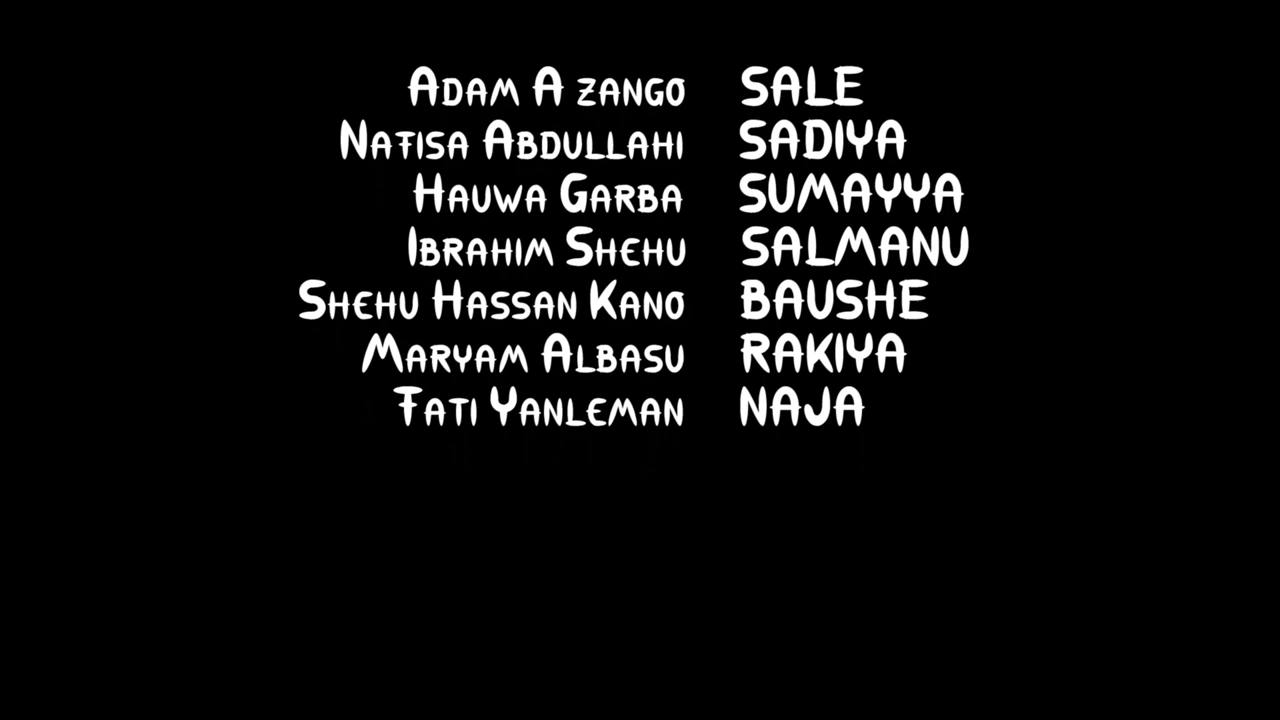 Adam A zango SALE
Nafisa Abdullahi SADIYA
Hauwa Garba SUMAYYA
Ibrahim Shehu SALMANU
Shehu Hassan Kano BAUSHE
Maryam Albasu RAKIYA
Fati Yanleman NAJA